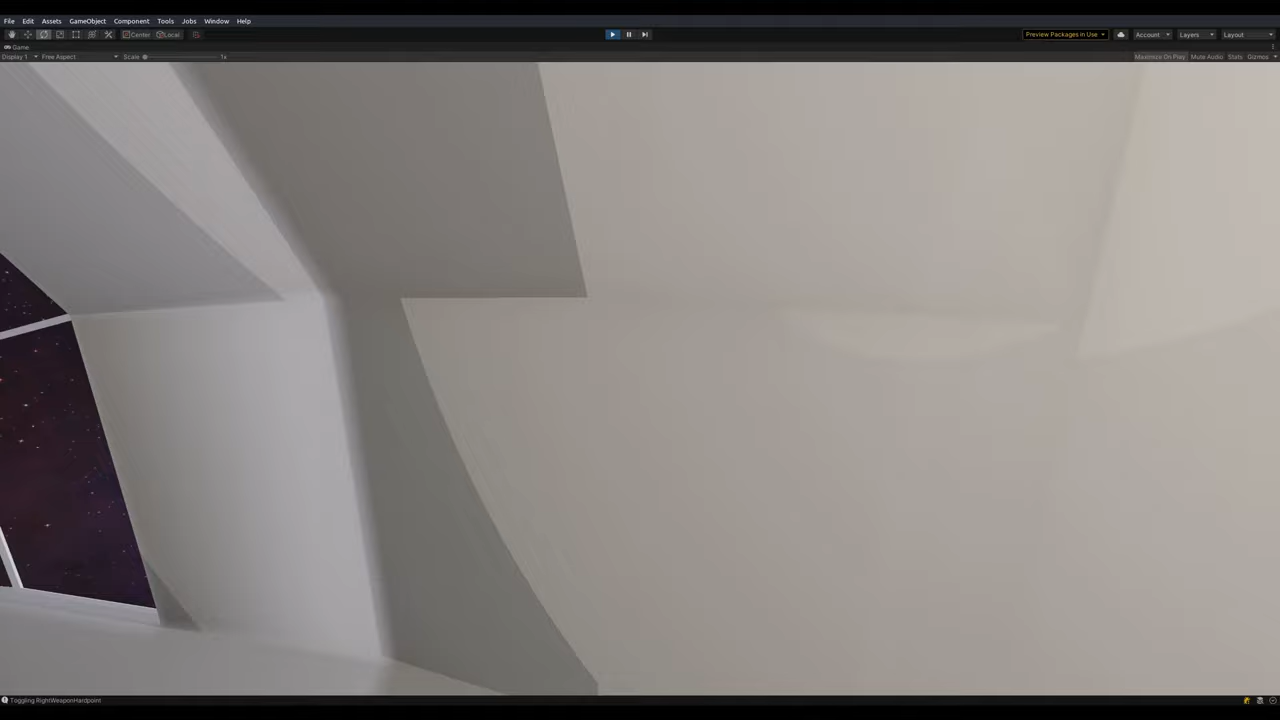 File Edit Assets GameObject Component Tools Jobs Window Help
Center Local Preview Packages in Use Account Layers Layout
Game
Display 1 Free Aspect Scale 1x Maximize On Play Mute Audio Stats Gizmos
Toggling RightWeaponHardpoint